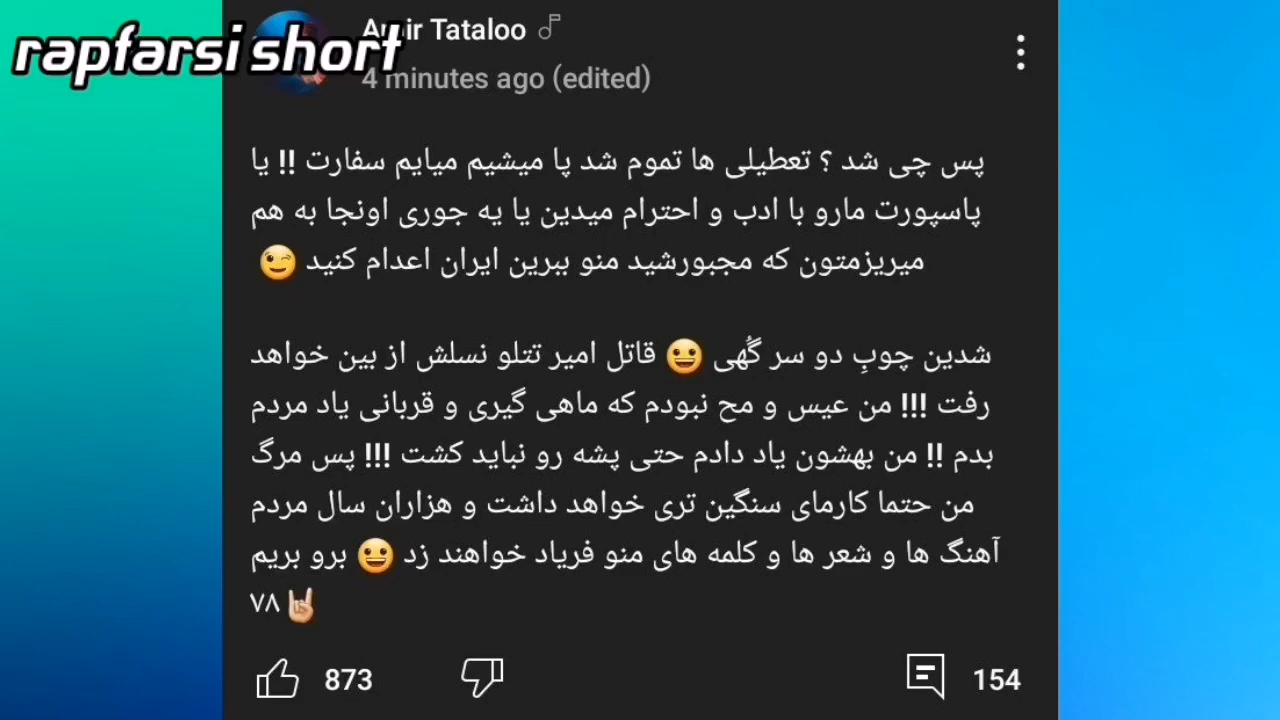 rapfarsi short
Amir Tataloo
4 minutes ago (edited)
پس چی شد ؟ تعطیلی ها تموم شد پا میشیم میایم سفارت !! یا
پاسپورت مارو با ادب و احترام میدین یا یه جوری اونجا به هم
میریزمتون که مجبورشید منو ببرین ایران اعدام کنید 😉
شدین چوبِ دو سر گُهی 😀 قاتل امیر تتلو نسلش از بین خواهد
رفت !!! من عیس و مح نبودم که ماهی گیری و قربانی یاد مردم
بدم !! من بهشون یاد دادم حتی پشه رو نباید کشت !!! پس مرگ
من حتما کارمای سنگین تری خواهد داشت و هزاران سال مردم
آهنگ ها و شعر ها و کلمه های منو فریاد خواهند زد 😀 برو بریم
🤘🏼۷۸
873
154